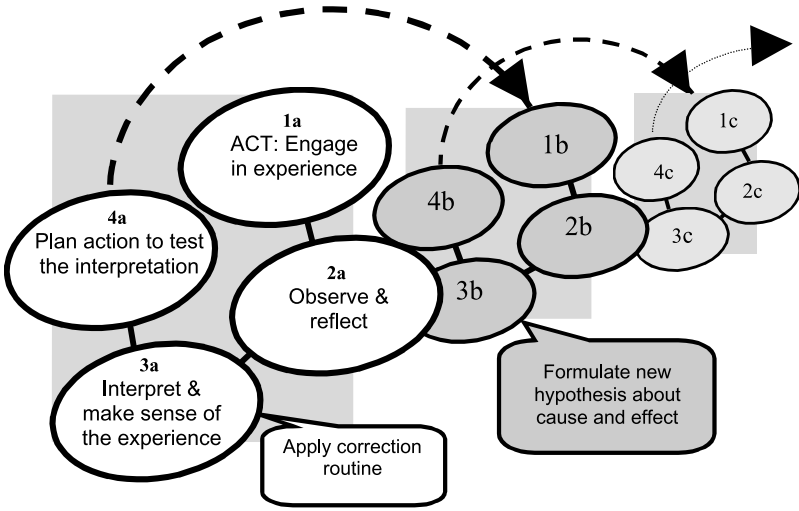 1a
ACT: Engage
in experience
4a
Plan action to test
the interpretation
2a
Observe &
reflect
3a
Interpret &
make sense of
the experience
Apply correction
routine
1b
4b
2b
3b
Formulate new
hypothesis about
cause and effect
1c
4c
2c
3c